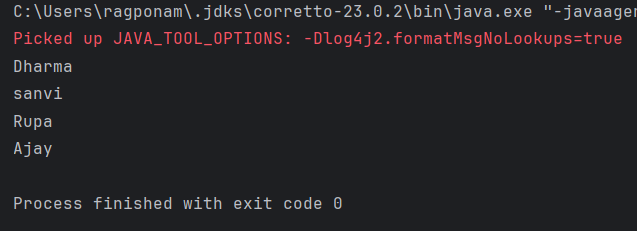 C:\Users\ragponam\.jdks\corretto-23.0.2\bin\java.exe "-javaager
Picked up JAVA_TOOL_OPTIONS: -Dlog4j2.formatMsgNoLookups=true
Dharma
sanvi
Rupa
Ajay
Process finished with exit code 0